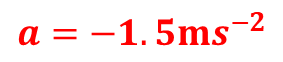 a = −1.5ms⁻²